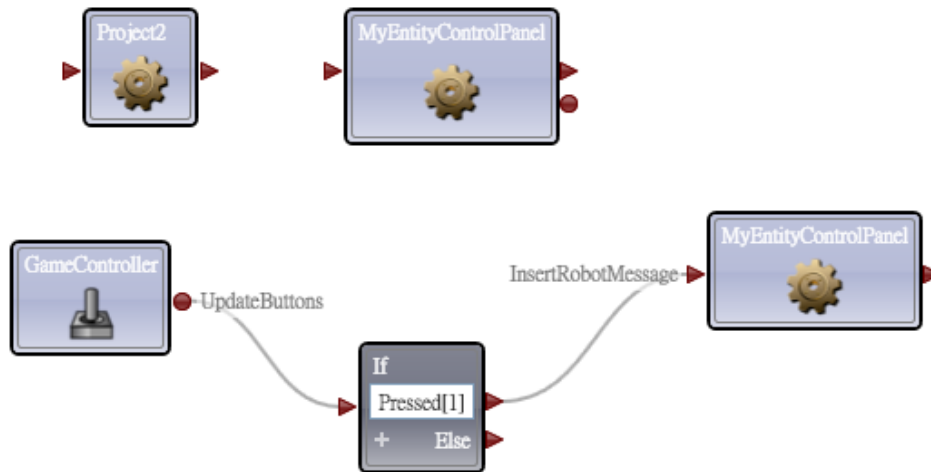 Project2
MyEntityControlPanel
GameController
UpdateButtons
If
Pressed[1]
+ Else
InsertRobotMessage
MyEntityControlPanel